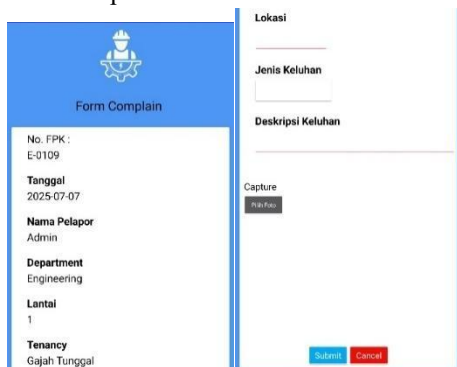 Form Complain
No. FPK :
E-0109
Tanggal
2025-07-07
Nama Pelapor
Admin
Department
Engineering
Lantai
1
Tenancy
Gajah Tunggal
Lokasi
Jenis Keluhan
Deskripsi Keluhan
Capture
Pilih Foto
Submit Cancel